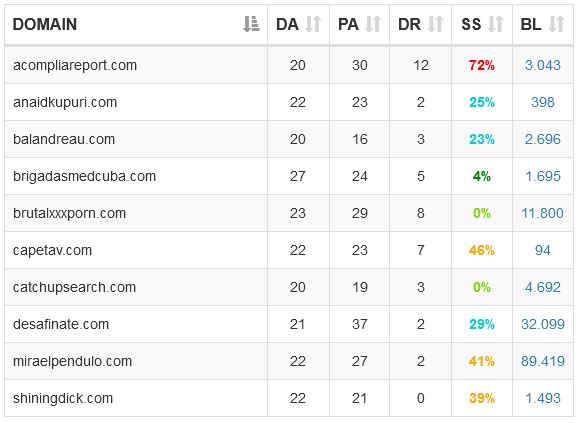 DOMAIN DA PA DR SS BL
acompliareport.com 20 30 12 72% 3.043
anaidkupuri.com 22 23 2 25% 398
balandreau.com 20 16 3 23% 2.696
brigadasmedcuba.com 27 24 5 4% 1.695
brutalxxxporn.com 23 29 8 0% 11.800
capetav.com 22 23 7 46% 94
catchupsearch.com 20 19 3 0% 4.692
desafinate.com 21 37 2 29% 32.099
miraelpendulo.com 22 27 2 41% 89.419
shiningdick.com 22 21 0 39% 1.493